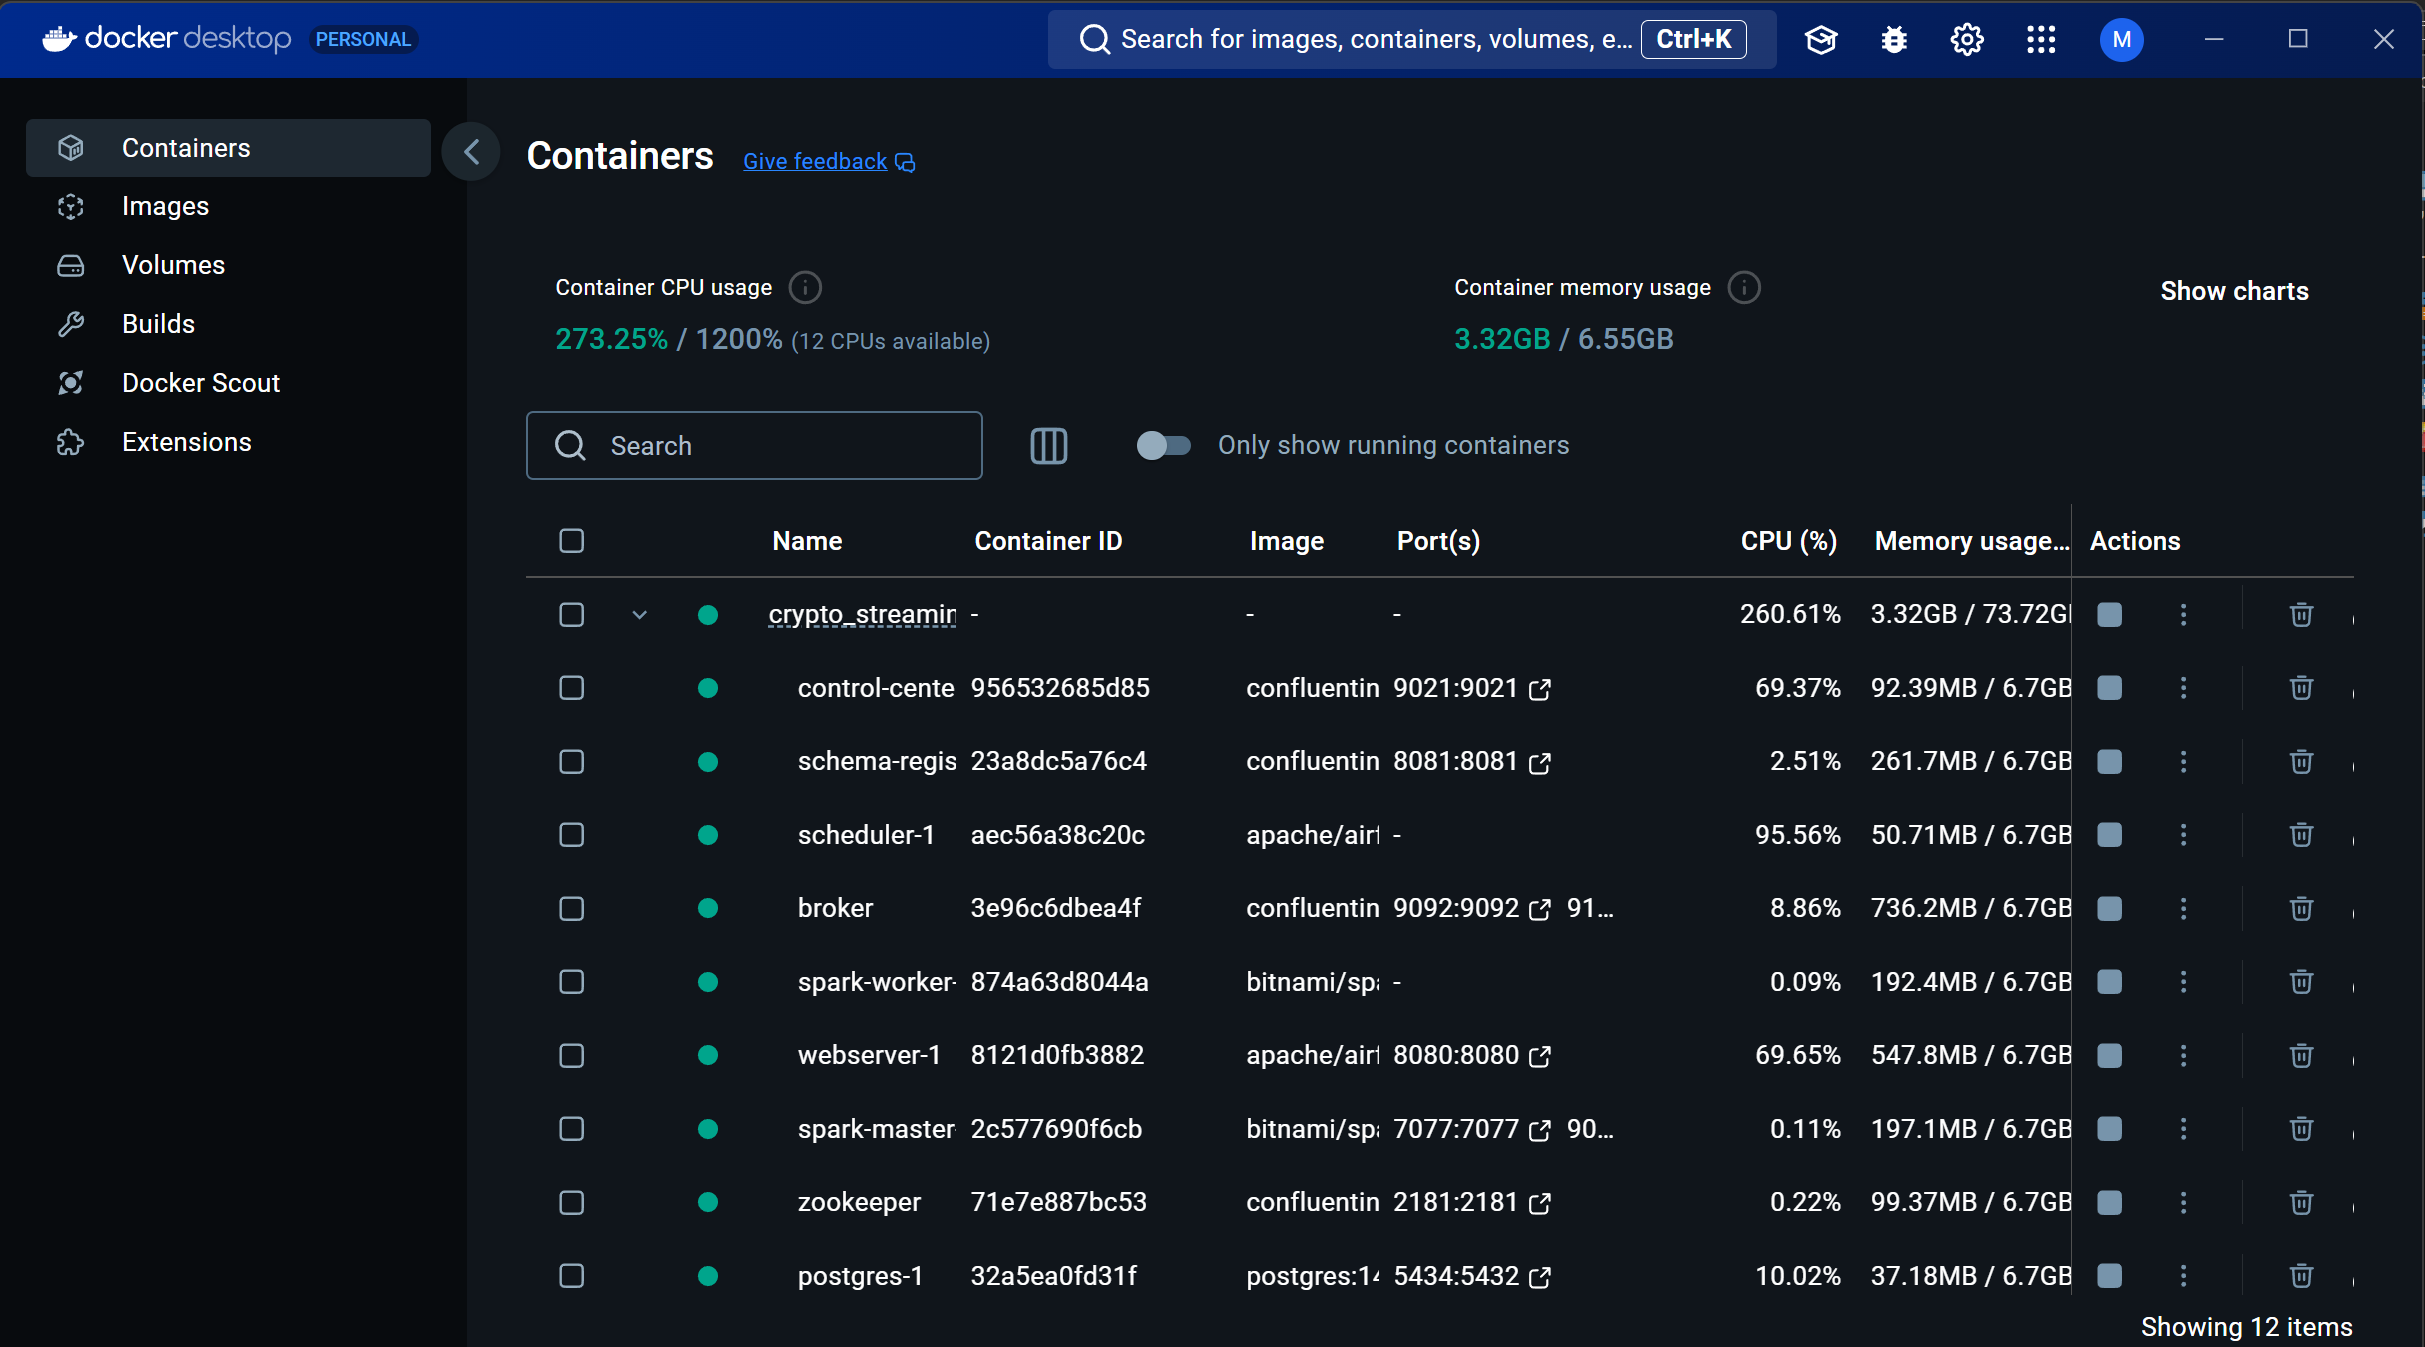 docker desktop PERSONAL
Search for images, containers, volumes, e... Ctrl+K
M
Containers
Images
Volumes
Builds
Docker Scout
Extensions
Containers Give feedback
Container CPU usage
273.25% / 1200% (12 CPUs available)
Container memory usage
3.32GB / 6.55GB
Show charts
Search
Only show running containers
Name Container ID Image Port(s) CPU (%) Memory usage... Actions
crypto_streamin - - - 260.61% 3.32GB / 73.72G
control-cente 956532685d85 confluentin 9021:9021 69.37% 92.39MB / 6.7GB
schema-regis 23a8dc5a76c4 confluentin 8081:8081 2.51% 261.7MB / 6.7GB
scheduler-1 aec56a38c20c apache/airf - 95.56% 50.71MB / 6.7GB
broker 3e96c6dbea4f confluentin 9092:9092 91... 8.86% 736.2MB / 6.7GB
spark-worker- 874a63d8044a bitnami/spa - 0.09% 192.4MB / 6.7GB
webserver-1 8121d0fb3882 apache/airf 8080:8080 69.65% 547.8MB / 6.7GB
spark-master- 2c577690f6cb bitnami/spa 7077:7077 90... 0.11% 197.1MB / 6.7GB
zookeeper 71e7e887bc53 confluentin 2181:2181 0.22% 99.37MB / 6.7GB
postgres-1 32a5ea0fd31f postgres:14 5434:5432 10.02% 37.18MB / 6.7GB
Showing 12 items